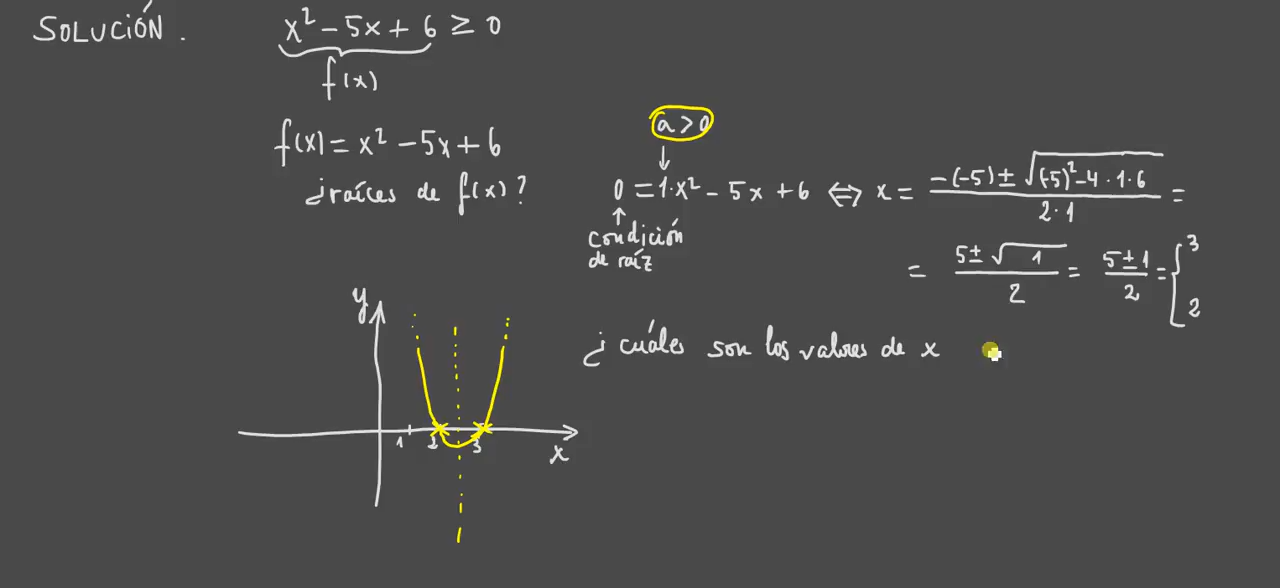 SOLUCIÓN. x² - 5x + 6 ≥ 0
f(x)
a > 0
f(x) = x² - 5x + 6
¿raíces de f(x)? 0 = 1·x² - 5x + 6 ⇔ x = (-(-5) ± √((-5)² - 4·1·6)) / (2·1) =
condición
de raíz
= (5 ± √1) / 2 = (5 ± 1) / 2 = { 3 2
y
¿cuáles son los valores de x
1 2 3
x